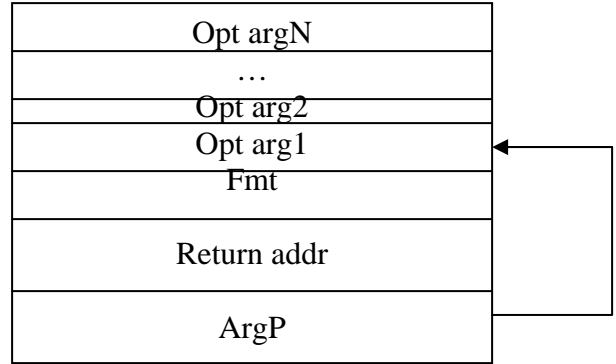 Opt argN
…
Opt arg2
Opt arg1
Fmt
Return addr
ArgP